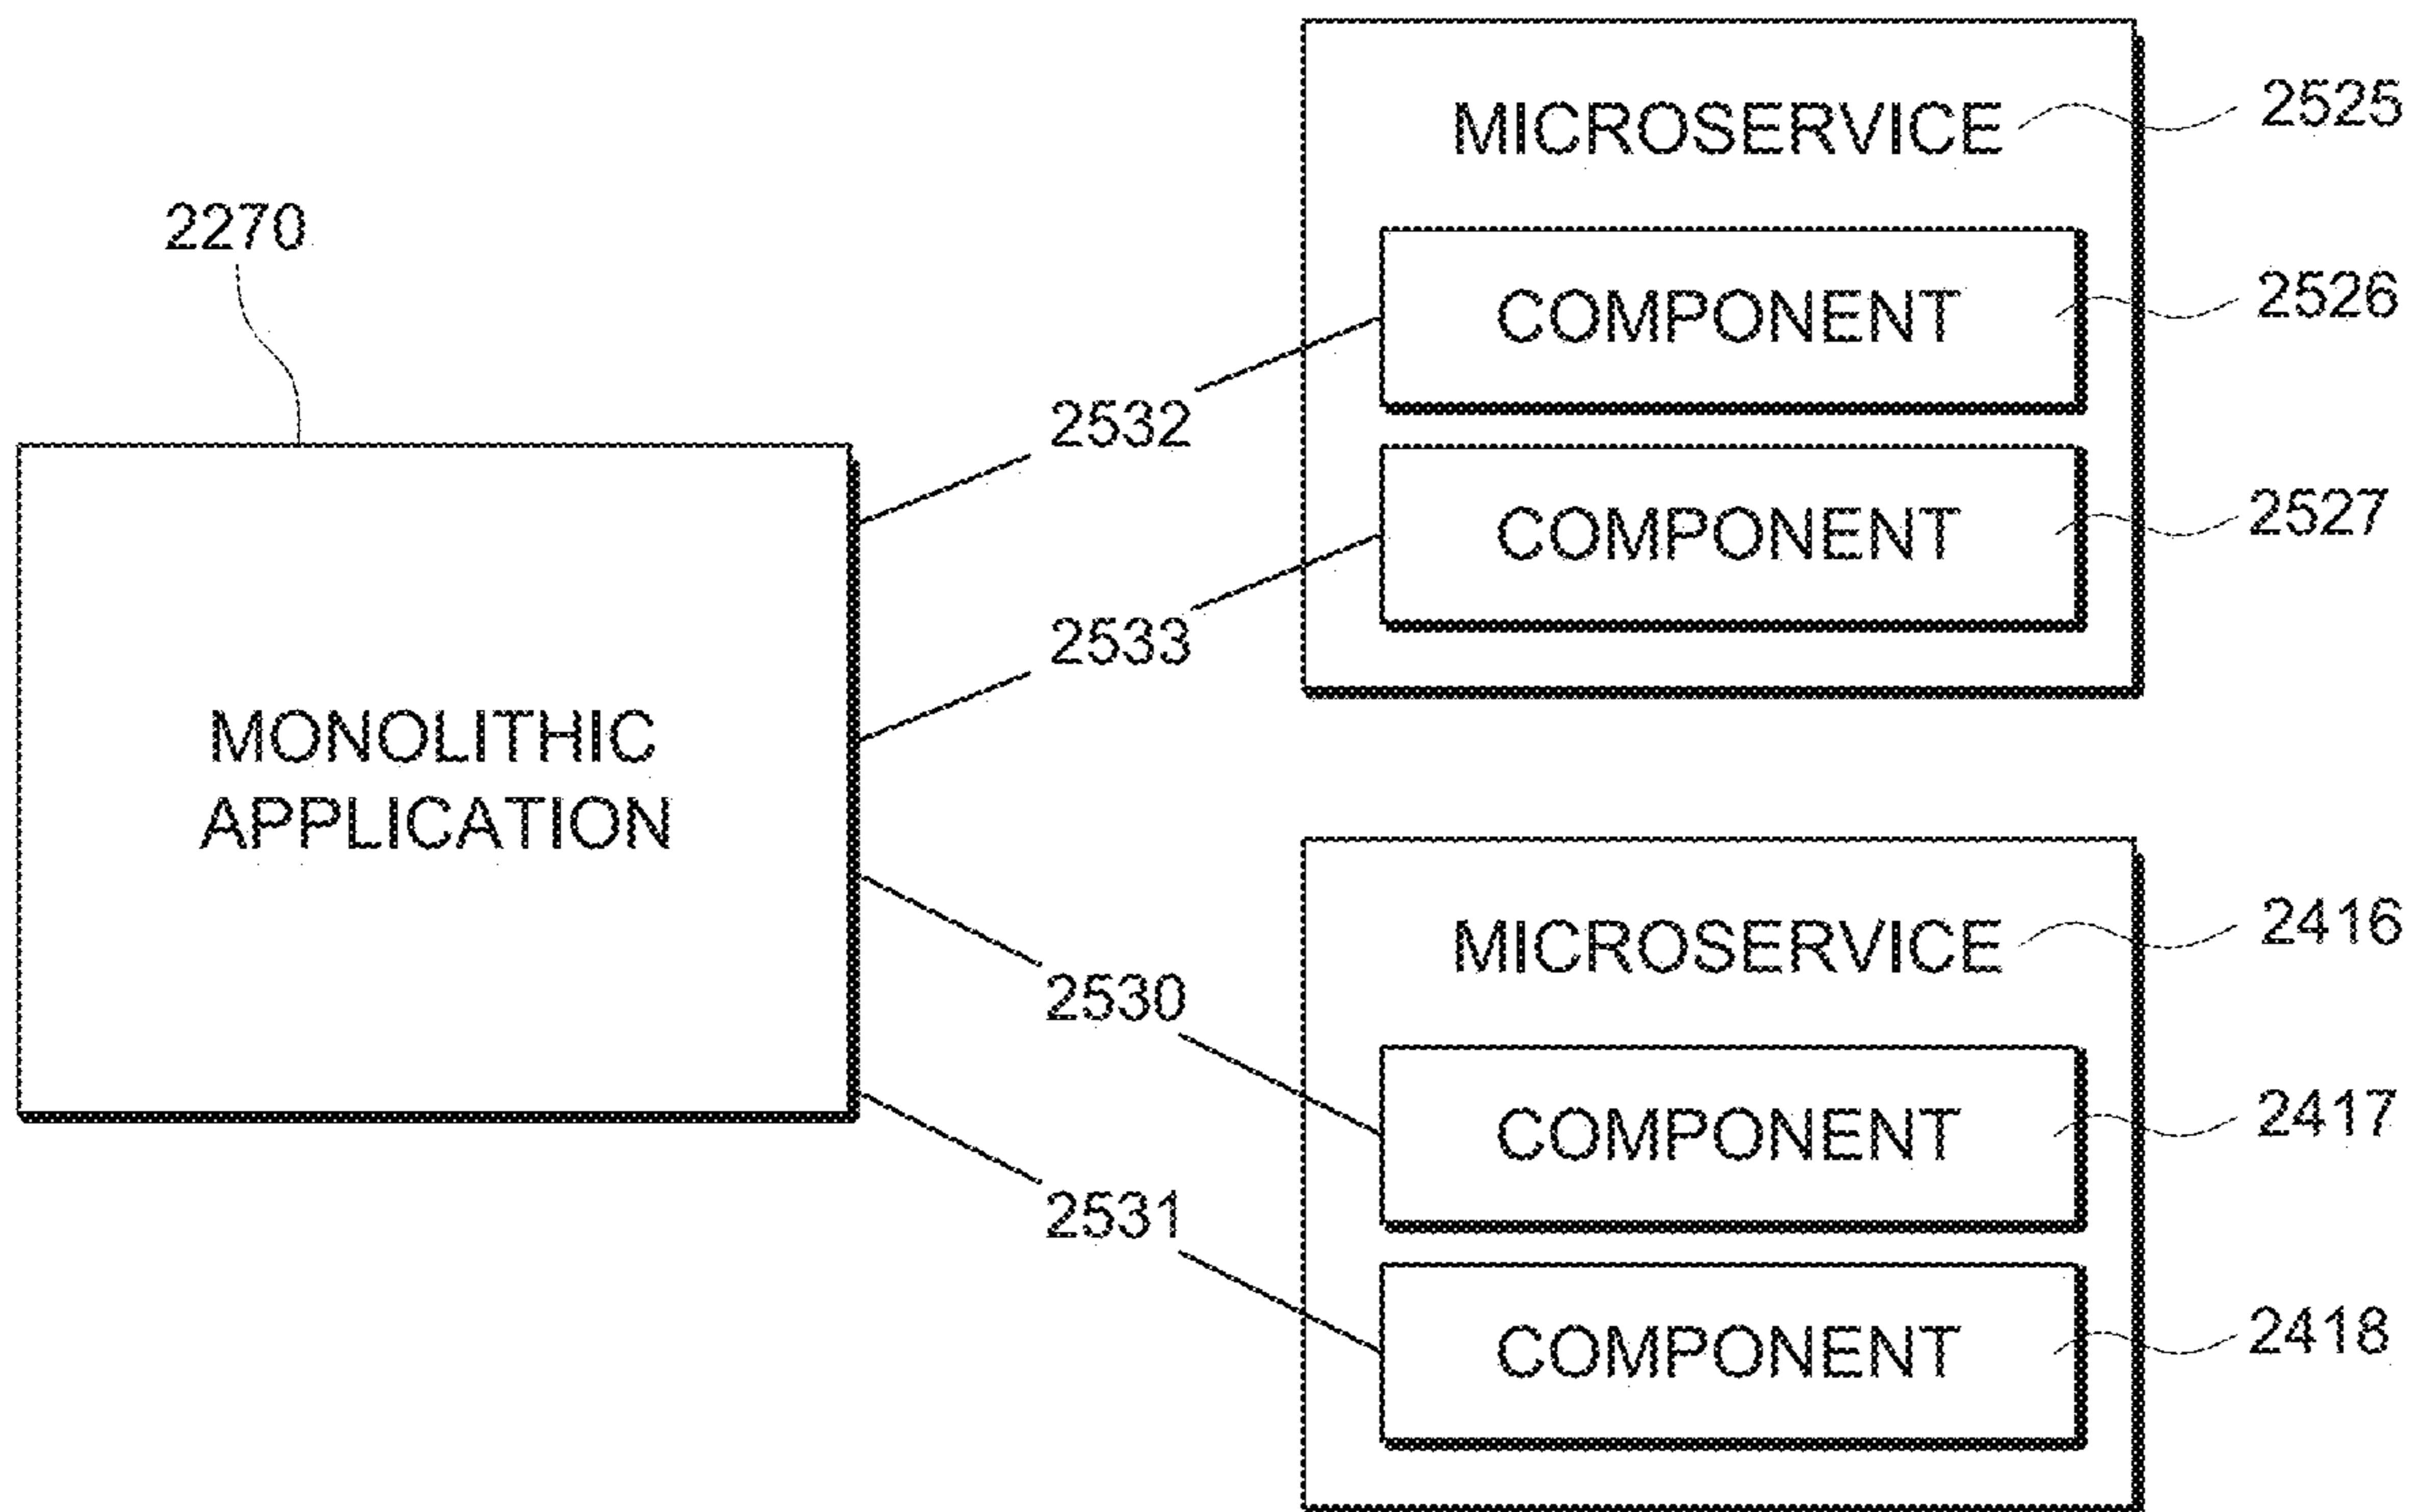 2270
MONOLITHIC
APPLICATION
2532
2533
2530
2531
MICROSERVICE
2525
COMPONENT
2526
COMPONENT
2527
MICROSERVICE
2416
COMPONENT
2417
COMPONENT
2418